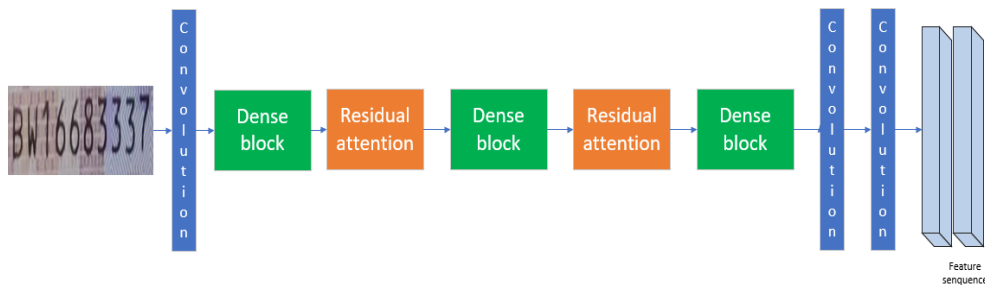 BW16683337
Convolution
Dense
block
Residual
attention
Dense
block
Residual
attention
Dense
block
Convolution
Convolution
Feature
senquence